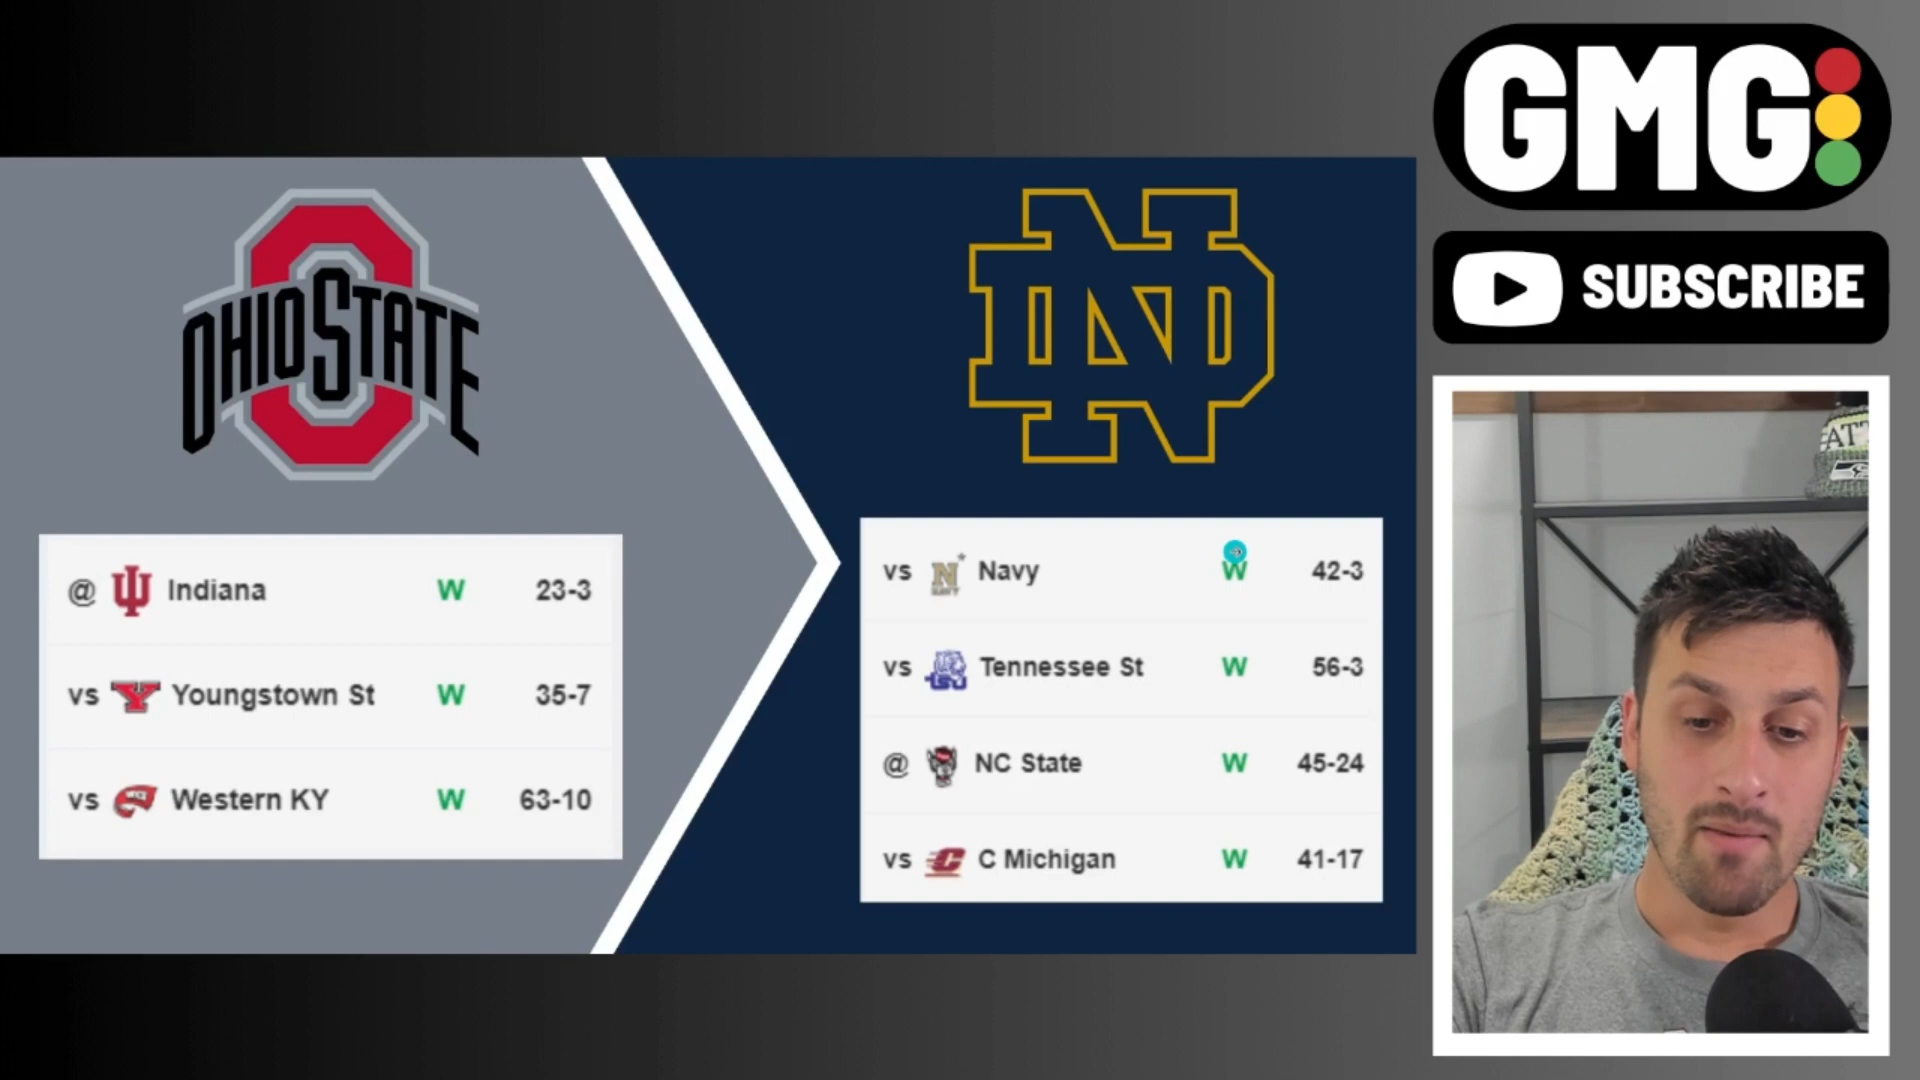 GMG
SUBSCRIBE
OHIO STATE
ND
@ Indiana W 23-3
vs Youngstown St W 35-7
vs Western KY W 63-10
vs Navy W 42-3
vs Tennessee St W 56-3
@ NC State W 45-24
vs C Michigan W 41-17